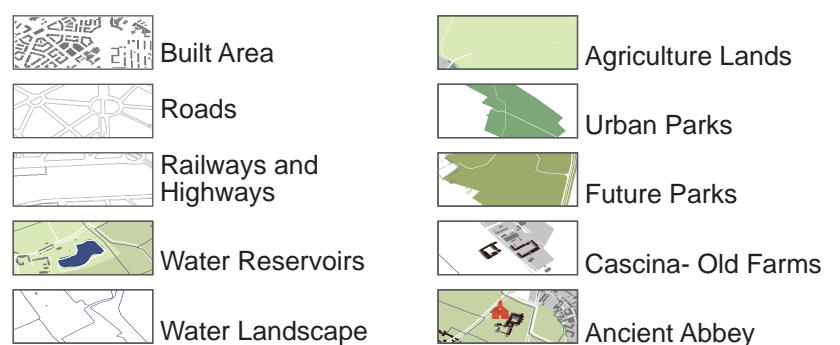 Built Area
Roads
Railways and
Highways
Water Reservoirs
Water Landscape
Agriculture Lands
Urban Parks
Future Parks
Cascina- Old Farms
Ancient Abbey